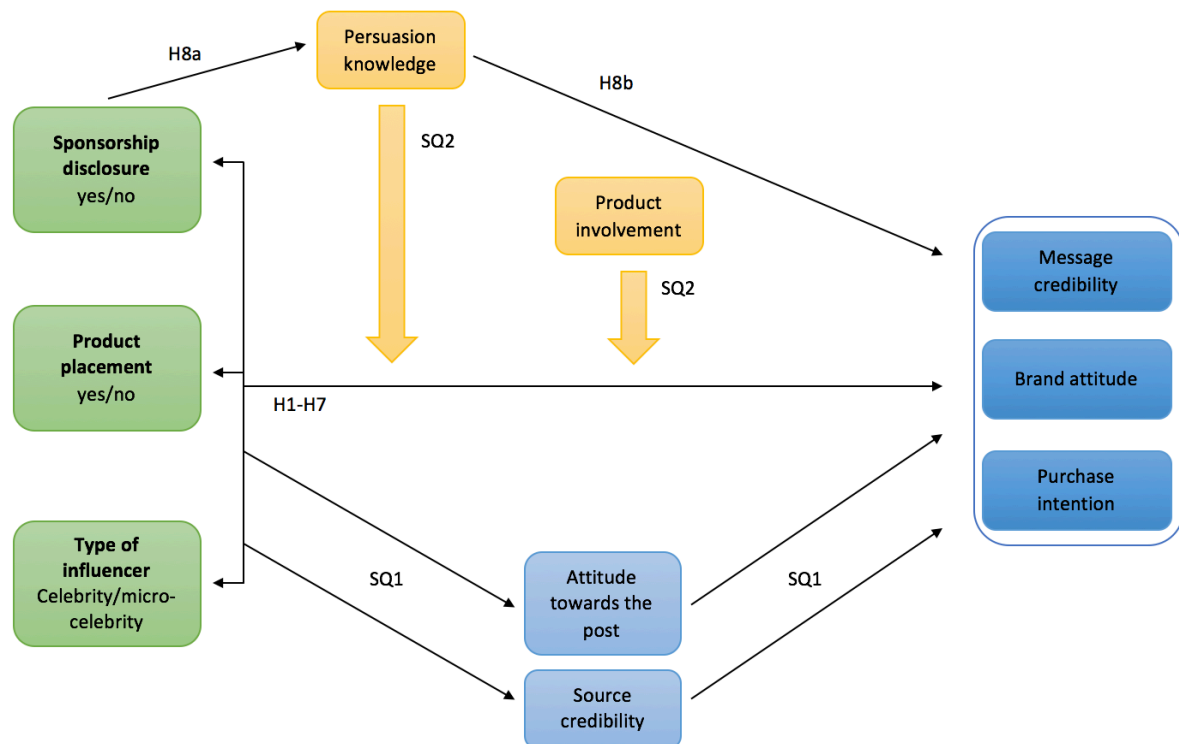 H8a
Persuasion
knowledge
H8b
Sponsorship
disclosure
yes/no
SQ2
Product
involvement
SQ2
Message
credibility
Product
placement
yes/no
H1-H7
Brand attitude
Purchase
intention
Type of
influencer
Celebrity/micro-
celebrity
SQ1
Attitude
towards the
post
SQ1
Source
credibility